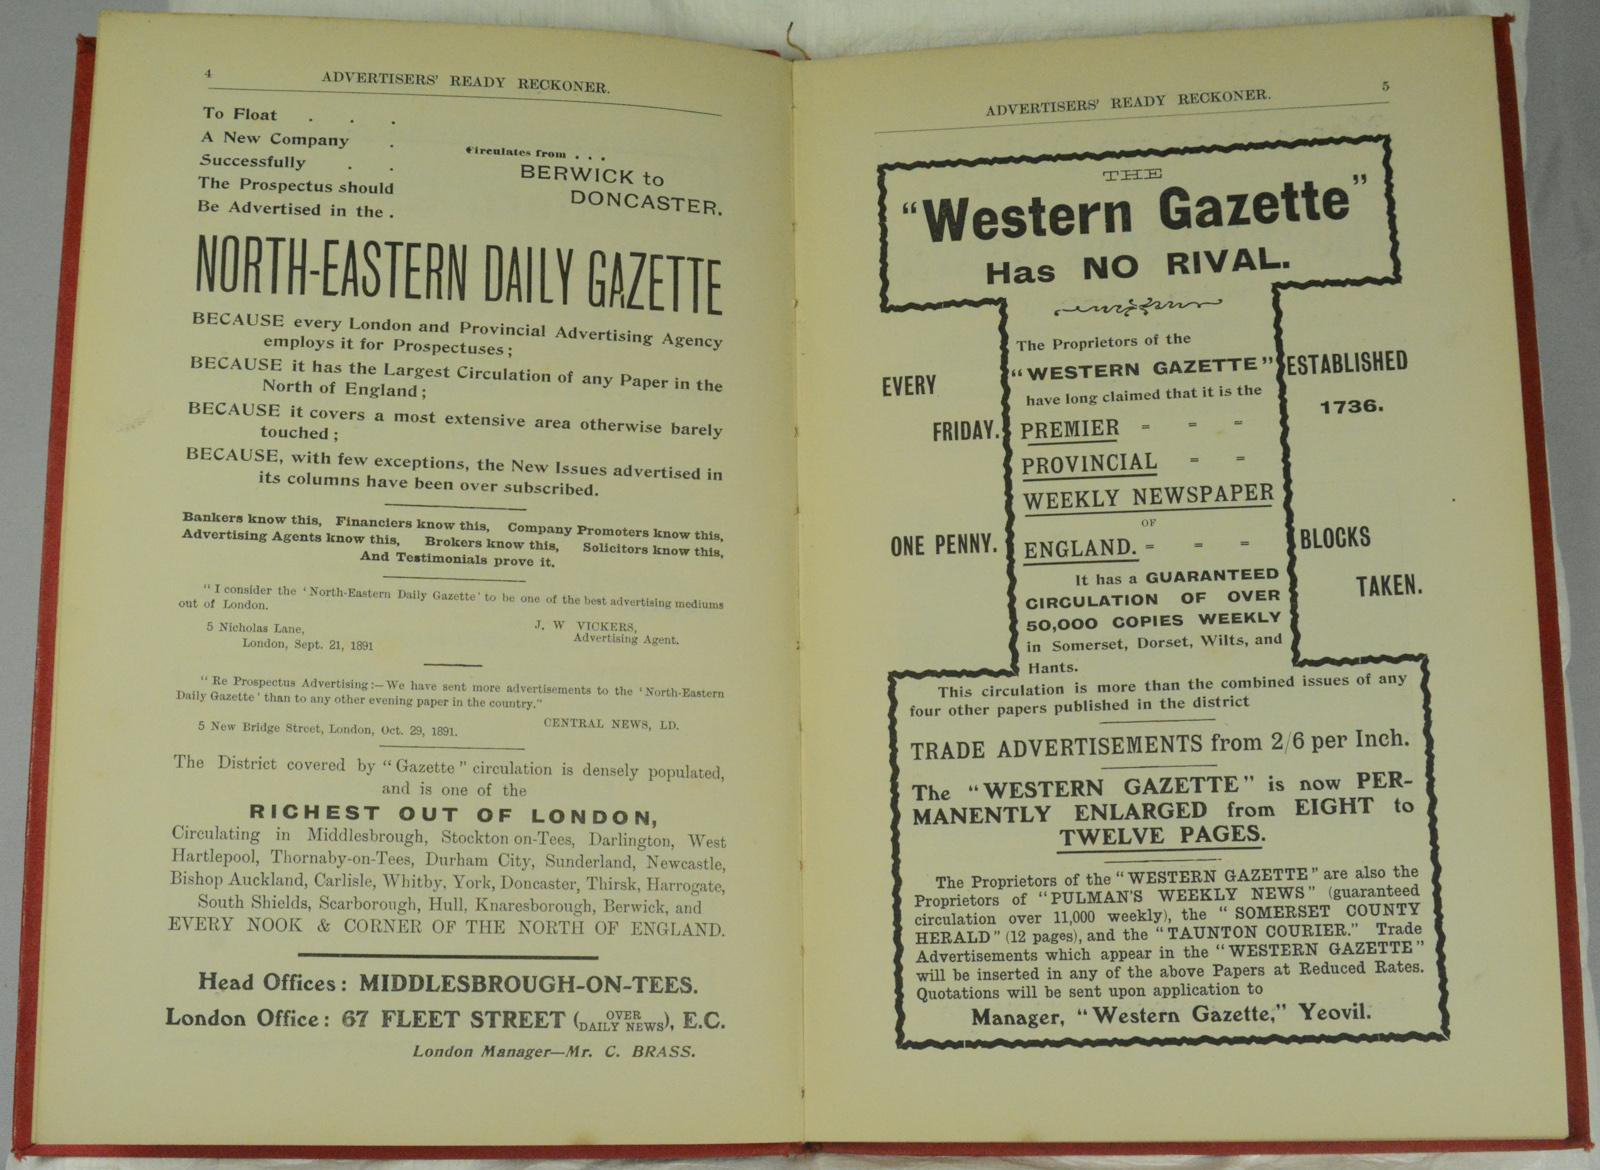 4
ADVERTISERS' READY RECKONER.
To Float . . .
A New Company .
Successfully . .
The Prospectus should
Be Advertised in the .
Circulates from . . .
BERWICK to
DONCASTER.
NORTH-EASTERN DAILY GAZETTE
BECAUSE every London and Provincial Advertising Agency
employs it for Prospectuses ;
BECAUSE it has the Largest Circulation of any Paper in the
North of England ;
BECAUSE it covers a most extensive area otherwise barely
touched ;
BECAUSE, with few exceptions, the New Issues advertised in
its columns have been over subscribed.
Bankers know this, Financiers know this, Company Promoters know this,
Advertising Agents know this, Brokers know this, Solicitors know this,
And Testimonials prove it.
"I consider the 'North-Eastern Daily Gazette' to be one of the best advertising mediums
out of London.
5 Nicholas Lane,
London, Sept. 21, 1891
J. W VICKERS,
Advertising Agent.
"Re Prospectus Advertising :—We have sent more advertisements to the 'North-Eastern
Daily Gazette' than to any other evening paper in the country."
5 New Bridge Street, London, Oct. 29, 1891.
CENTRAL NEWS, LD.
The District covered by "Gazette" circulation is densely populated,
and is one of the
RICHEST OUT OF LONDON,
Circulating in Middlesbrough, Stockton on-Tees, Darlington, West
Hartlepool, Thornaby-on-Tees, Durham City, Sunderland, Newcastle,
Bishop Auckland, Carlisle, Whitby, York, Doncaster, Thirsk, Harrogate,
South Shields, Scarborough, Hull, Knaresborough, Berwick, and
EVERY NOOK & CORNER OF THE NORTH OF ENGLAND.
Head Offices: MIDDLESBROUGH-ON-TEES.
London Office: 67 FLEET STREET (OVER DAILY NEWS), E.C.
London Manager—Mr. C. BRASS.
ADVERTISERS' READY RECKONER.
5
THE
"Western Gazette"
Has NO RIVAL.
EVERY
FRIDAY.
ONE PENNY.
The Proprietors of the
"WESTERN GAZETTE"
have long claimed that it is the
PREMIER - - -
PROVINCIAL - -
WEEKLY NEWSPAPER
OF
ENGLAND. - - -
It has a GUARANTEED
CIRCULATION OF OVER
50,000 COPIES WEEKLY
in Somerset, Dorset, Wilts, and
Hants.
ESTABLISHED
1736.
BLOCKS
TAKEN.
This circulation is more than the combined issues of any
four other papers published in the district
TRADE ADVERTISEMENTS from 2/6 per Inch.
The "WESTERN GAZETTE" is now PER-
MANENTLY ENLARGED from EIGHT to
TWELVE PAGES.
The Proprietors of the "WESTERN GAZETTE" are also the
Proprietors of "PULMAN'S WEEKLY NEWS" (guaranteed
circulation over 11,000 weekly), the "SOMERSET COUNTY
HERALD" (12 pages), and the "TAUNTON COURIER." Trade
Advertisements which appear in the "WESTERN GAZETTE"
will be inserted in any of the above Papers at Reduced Rates.
Quotations will be sent upon application to
Manager, "Western Gazette," Yeovil.